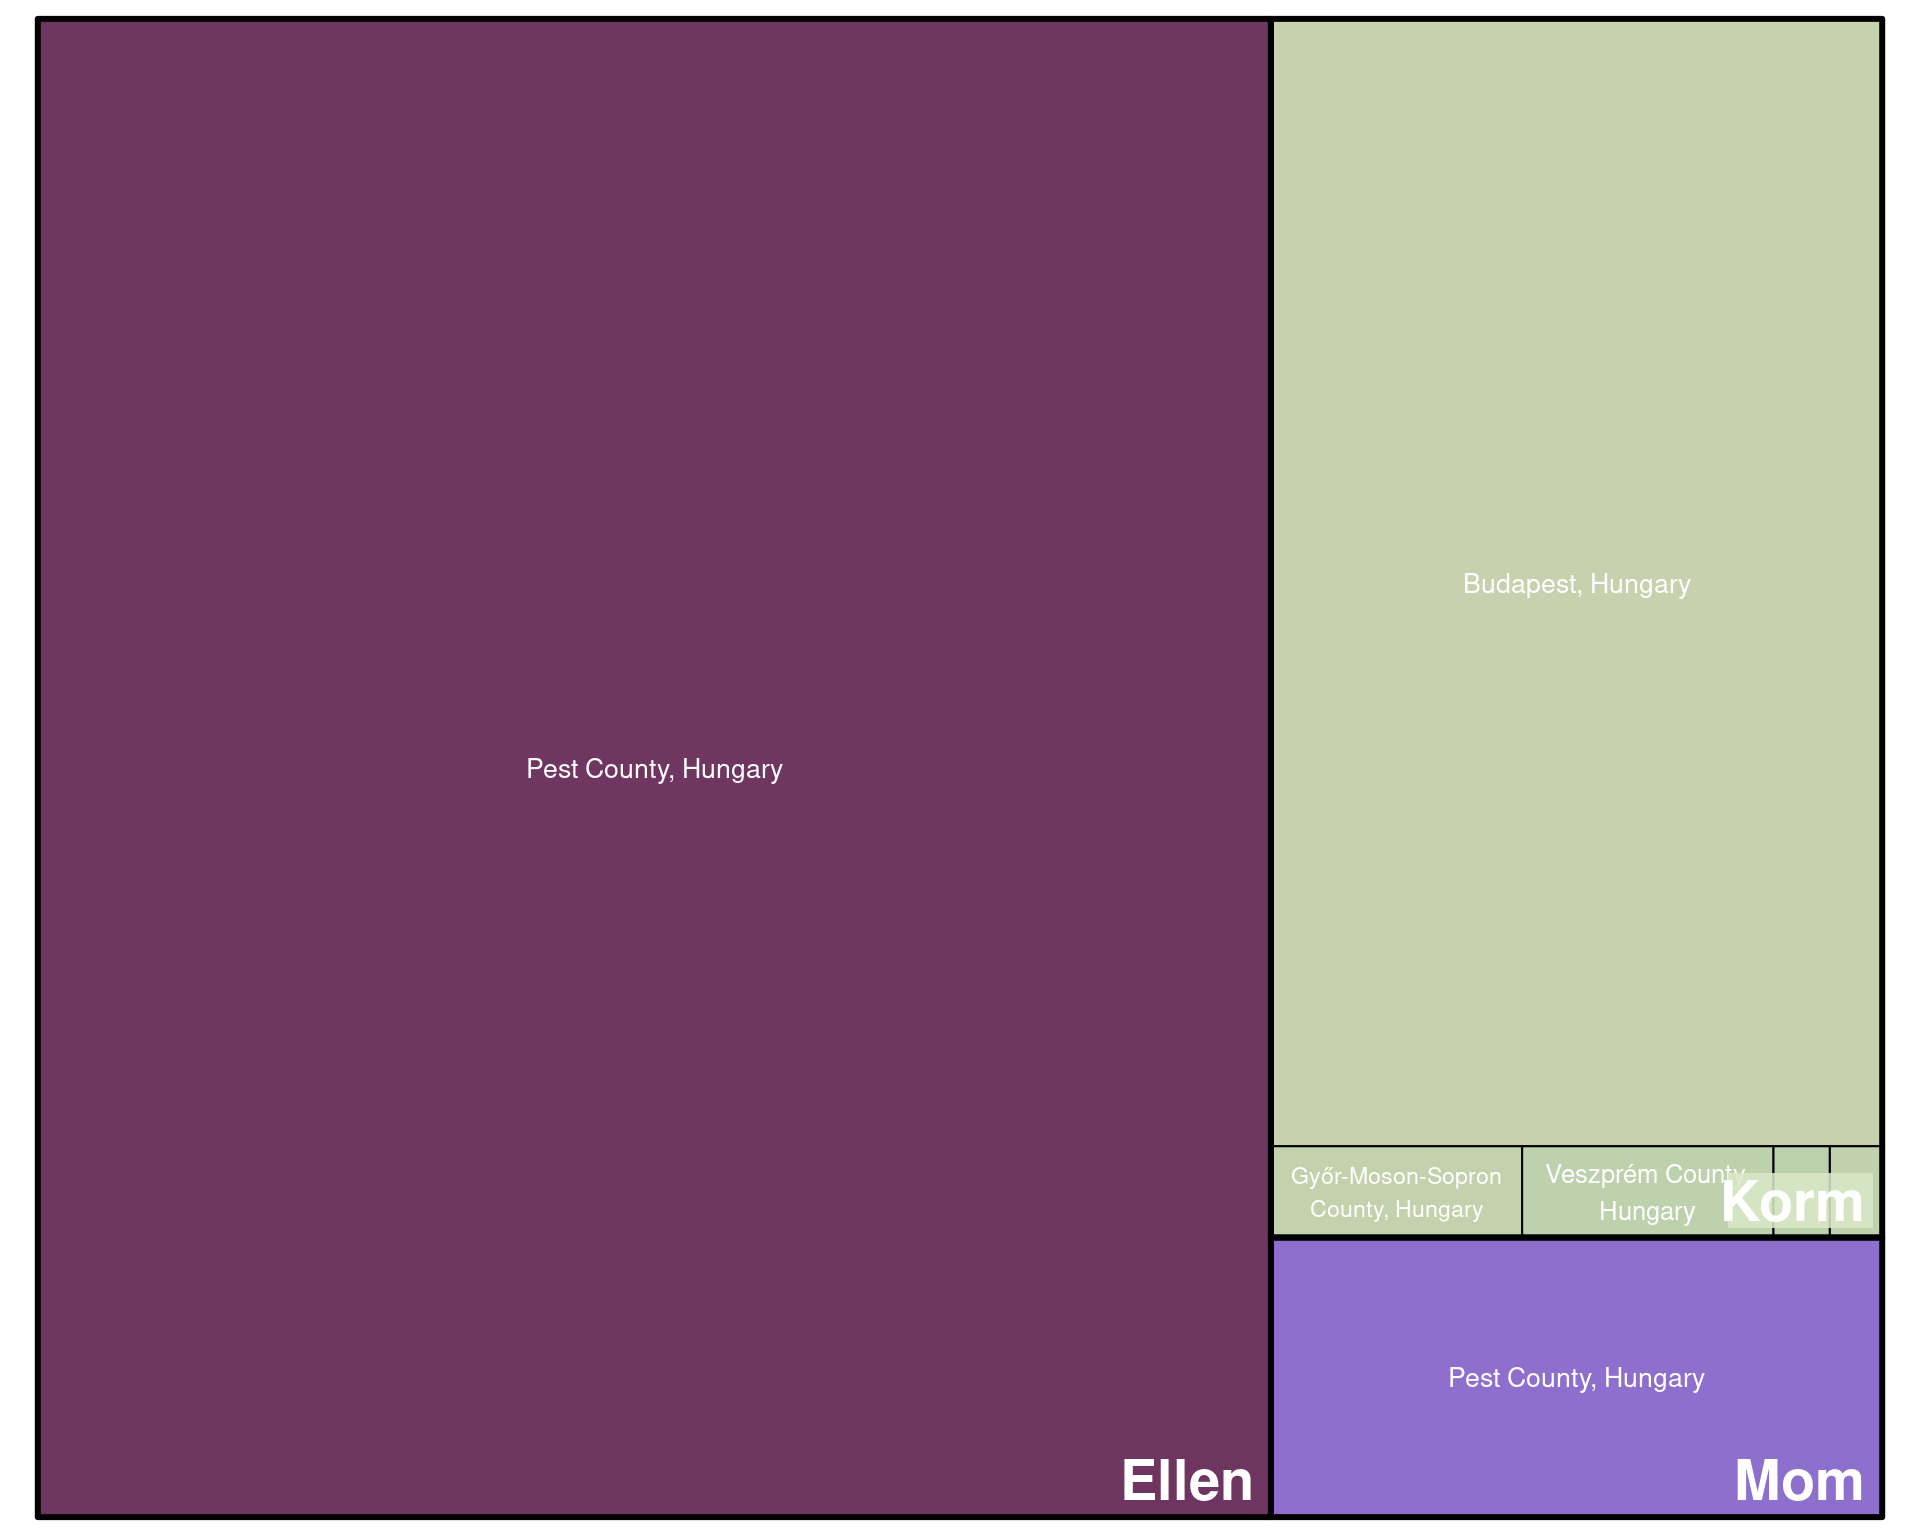 Budapest, Hungary
Pest County, Hungary
Győr-Moson-Sopron
County, Hungary
Veszprém County,
Hungary
Korm
Pest County, Hungary
Ellen
Mom